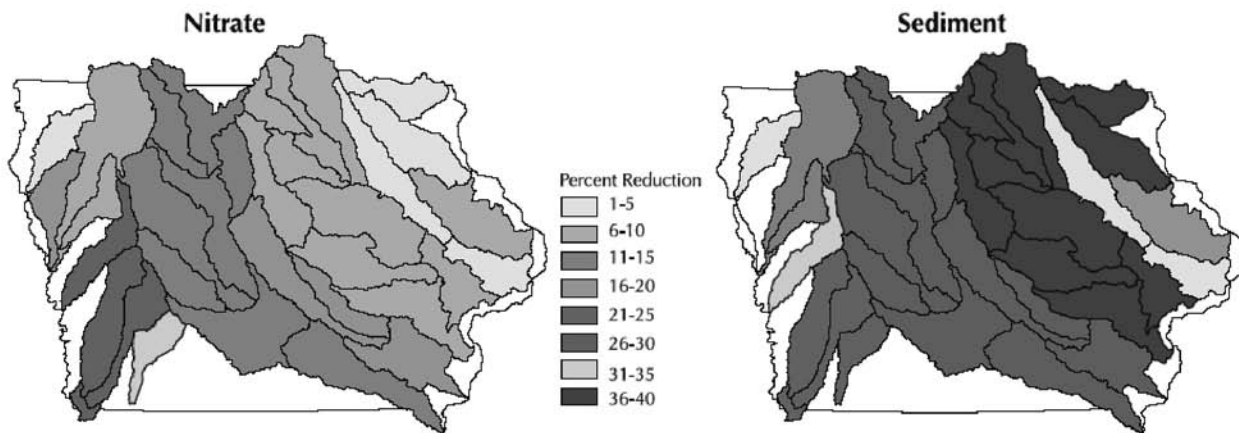 Nitrate
Sediment
Percent Reduction
1-5
6-10
11-15
16-20
21-25
26-30
31-35
36-40